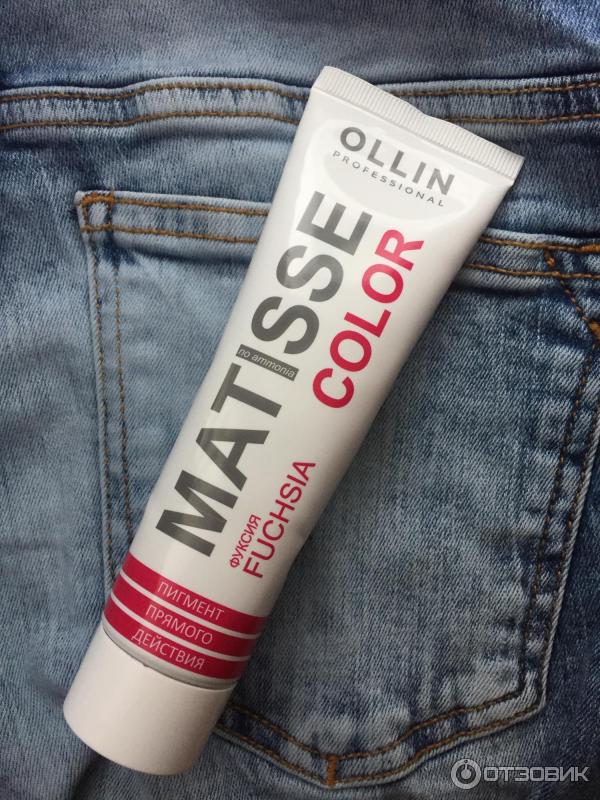 OLLIN
PROFESSIONAL
MATISSE
no ammonia
COLOR
ФУКСИЯ
FUCHSIA
ПИГМЕНТ
ПРЯМОГО
ДЕЙСТВИЯ
ОТЗОВИК